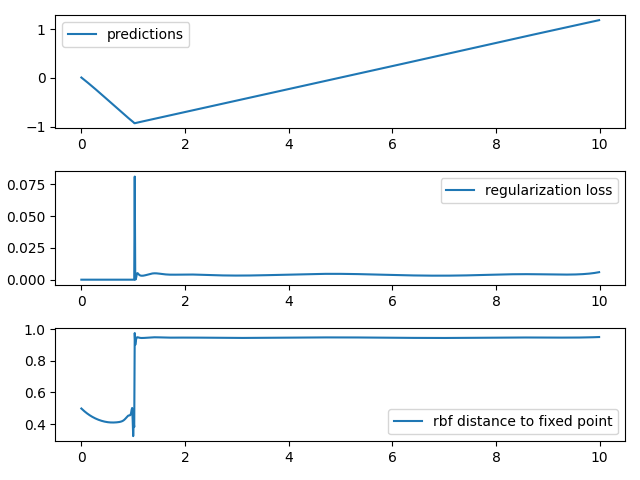 1
0
−1
predictions
0 2 4 6 8 10
0.075
0.050
0.025
0.000
regularization loss
0 2 4 6 8 10
1.0
0.8
0.6
0.4
rbf distance to fixed point
0 2 4 6 8 10